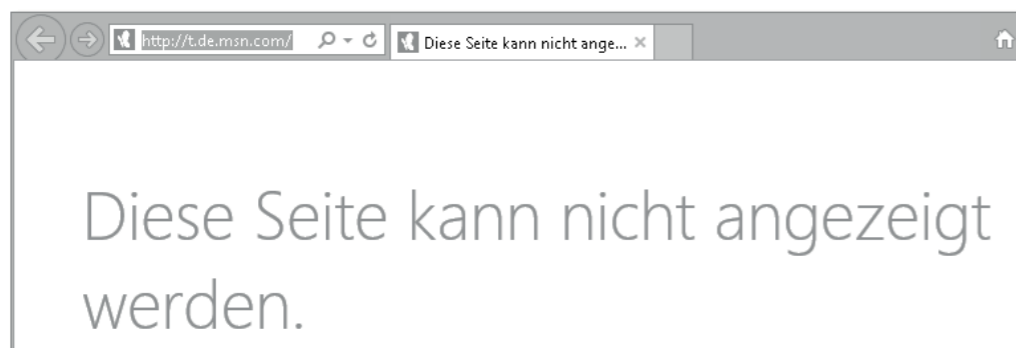 http://t.de.msn.com/
Diese Seite kann nicht ange...
Diese Seite kann nicht angezeigt
werden.